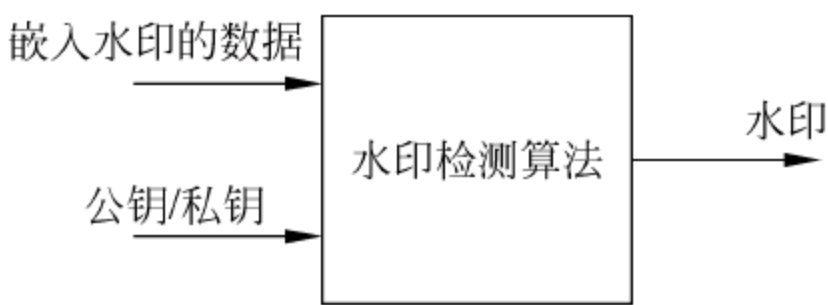 嵌入水印的数据
水印
水印检测算法
公钥/私钥